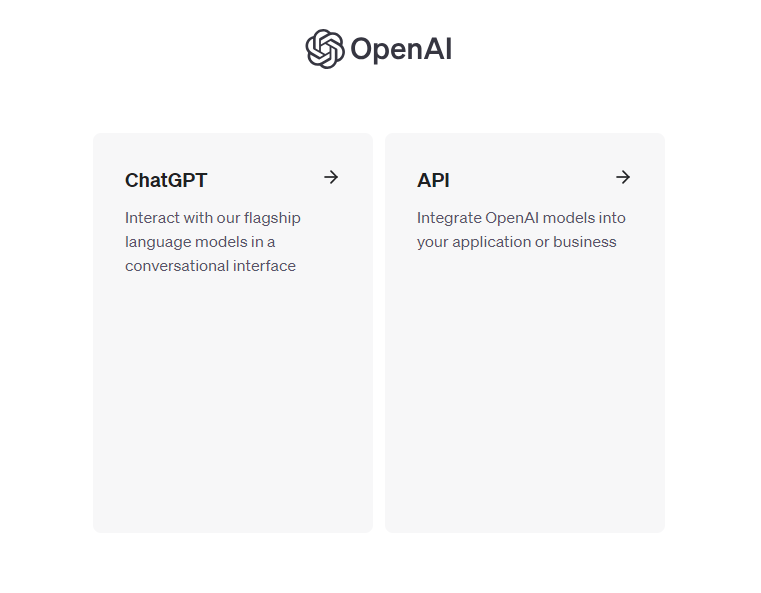 OpenAI
ChatGPT
Interact with our flagship
language models in a
conversational interface
API
Integrate OpenAI models into
your application or business